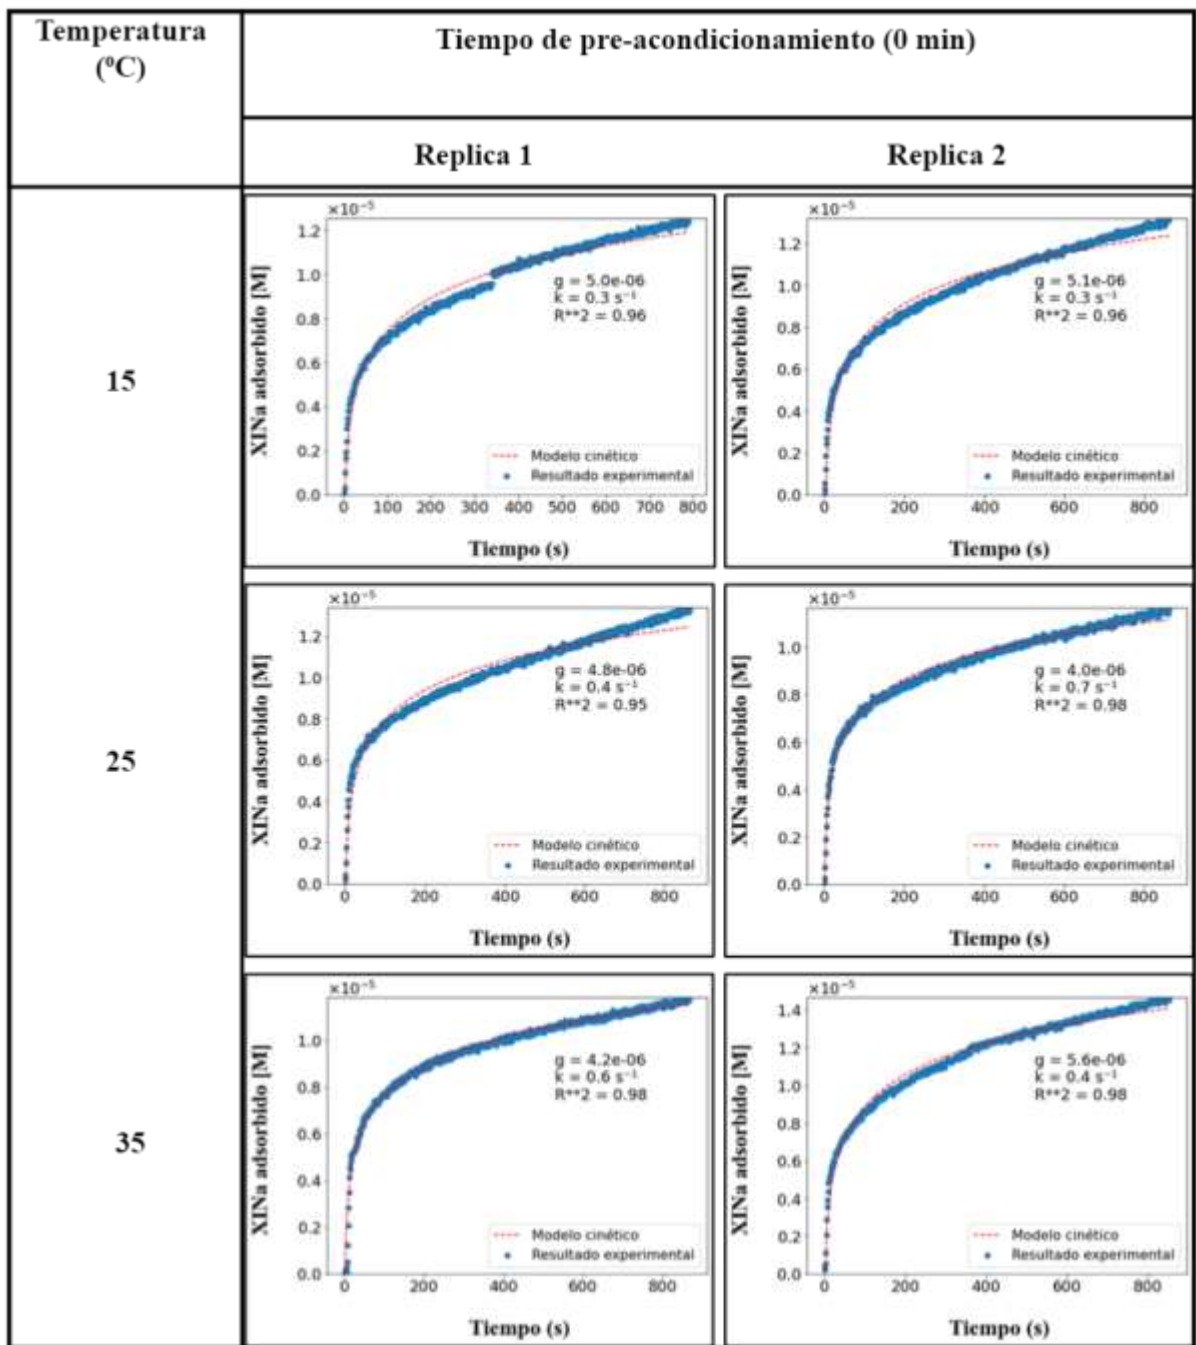 Temperatura
(⁰C)
Tiempo de pre-acondicionamiento (0 min)
Replica 1
Replica 2
15
×10⁻⁵
XINa adsorbido [M]
1.2
1.0
0.8
0.6
0.4
0.2
0.0
g = 5.0e-06
k = 0.3 s⁻¹
R**2 = 0.96
Modelo cinético
Resultado experimental
0 100 200 300 400 500 600 700 800
Tiempo (s)
×10⁻⁵
XINa adsorbido [M]
1.2
1.0
0.8
0.6
0.4
0.2
0.0
g = 5.1e-06
k = 0.3 s⁻¹
R**2 = 0.96
Modelo cinético
Resultado experimental
0 200 400 600 800
Tiempo (s)
25
×10⁻⁵
XINa adsorbido [M]
1.2
1.0
0.8
0.6
0.4
0.2
0.0
g = 4.8e-06
k = 0.4 s⁻¹
R**2 = 0.95
Modelo cinético
Resultado experimental
0 200 400 600 800
Tiempo (s)
×10⁻⁵
XINa adsorbido [M]
1.0
0.8
0.6
0.4
0.2
0.0
g = 4.0e-06
k = 0.7 s⁻¹
R**2 = 0.98
Modelo cinético
Resultado experimental
0 200 400 600 800
Tiempo (s)
35
×10⁻⁵
XINa adsorbido [M]
1.0
0.8
0.6
0.4
0.2
0.0
g = 4.2e-06
k = 0.6 s⁻¹
R**2 = 0.98
Modelo cinético
Resultado experimental
0 200 400 600 800
Tiempo (s)
×10⁻⁵
XINa adsorbido [M]
1.4
1.2
1.0
0.8
0.6
0.4
0.2
0.0
g = 5.6e-06
k = 0.4 s⁻¹
R**2 = 0.98
Modelo cinético
Resultado experimental
0 200 400 600 800
Tiempo (s)